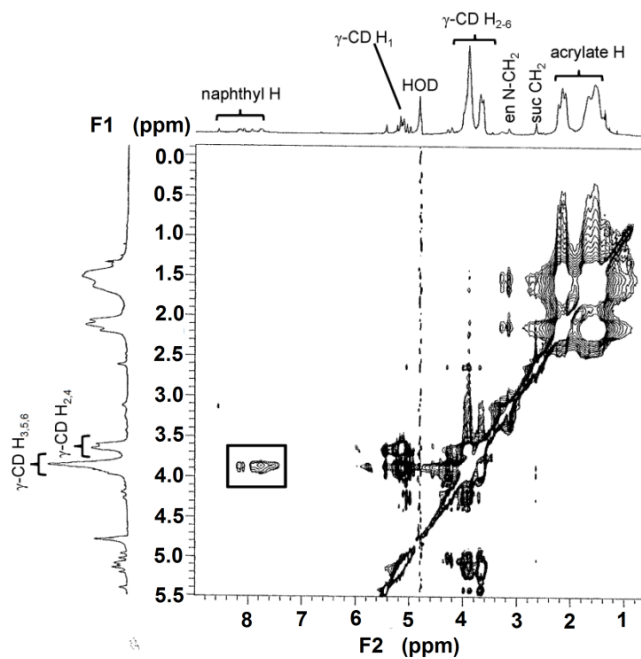 γ-CD H₂₋₆
γ-CD H₁
HOD
en N-CH₂
suc CH₂
acrylate H
naphthyl H
F1 (ppm)
0.0
0.5
1.0
1.5
2.0
2.5
3.0
3.5
4.0
4.5
5.0
5.5
γ-CD H₃,₅,₆
γ-CD H₂,₄
8 7 6 5 4 3 2 1
F2 (ppm)